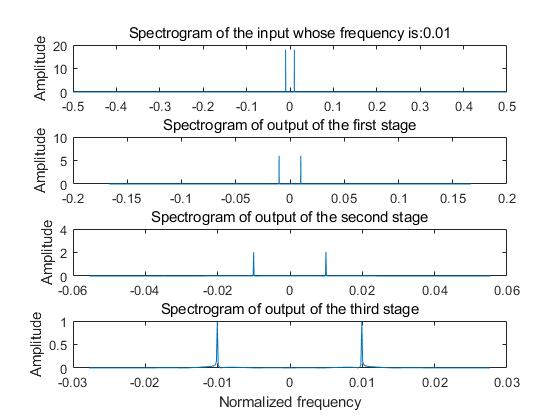 Spectrogram of the input whose frequency is:0.01
Amplitude
20
10
0
-0.5 -0.4 -0.3 -0.2 -0.1 0 0.1 0.2 0.3 0.4 0.5
Spectrogram of output of the first stage
Amplitude
10
5
0
-0.2 -0.15 -0.1 -0.05 0 0.05 0.1 0.15 0.2
Spectrogram of output of the second stage
Amplitude
4
2
0
-0.06 -0.04 -0.02 0 0.02 0.04 0.06
Spectrogram of output of the third stage
Amplitude
1
0.5
0
-0.03 -0.02 -0.01 0 0.01 0.02 0.03
Normalized frequency